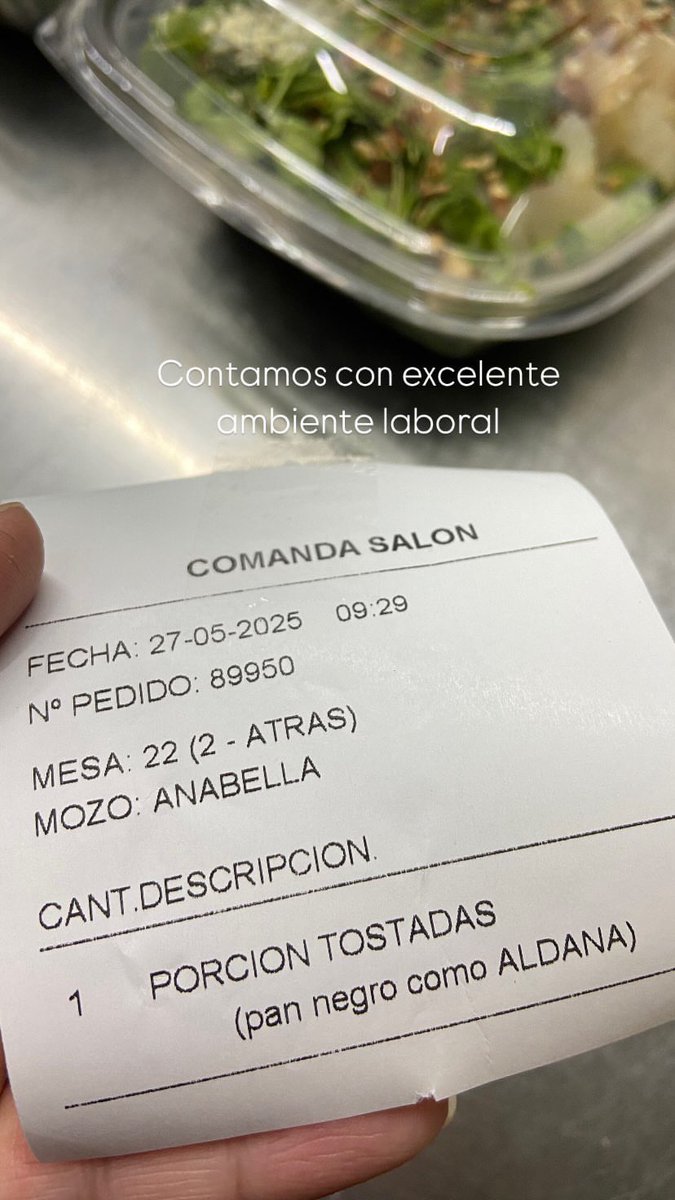 Contamos con excelente
ambiente laboral
COMANDA SALON
FECHA: 27-05-2025 09:29
Nº PEDIDO: 89950
MESA: 22 (2 - ATRAS)
MOZO: ANABELLA
CANT.DESCRIPCION.
1 PORCION TOSTADAS
(pan negro como ALDANA)